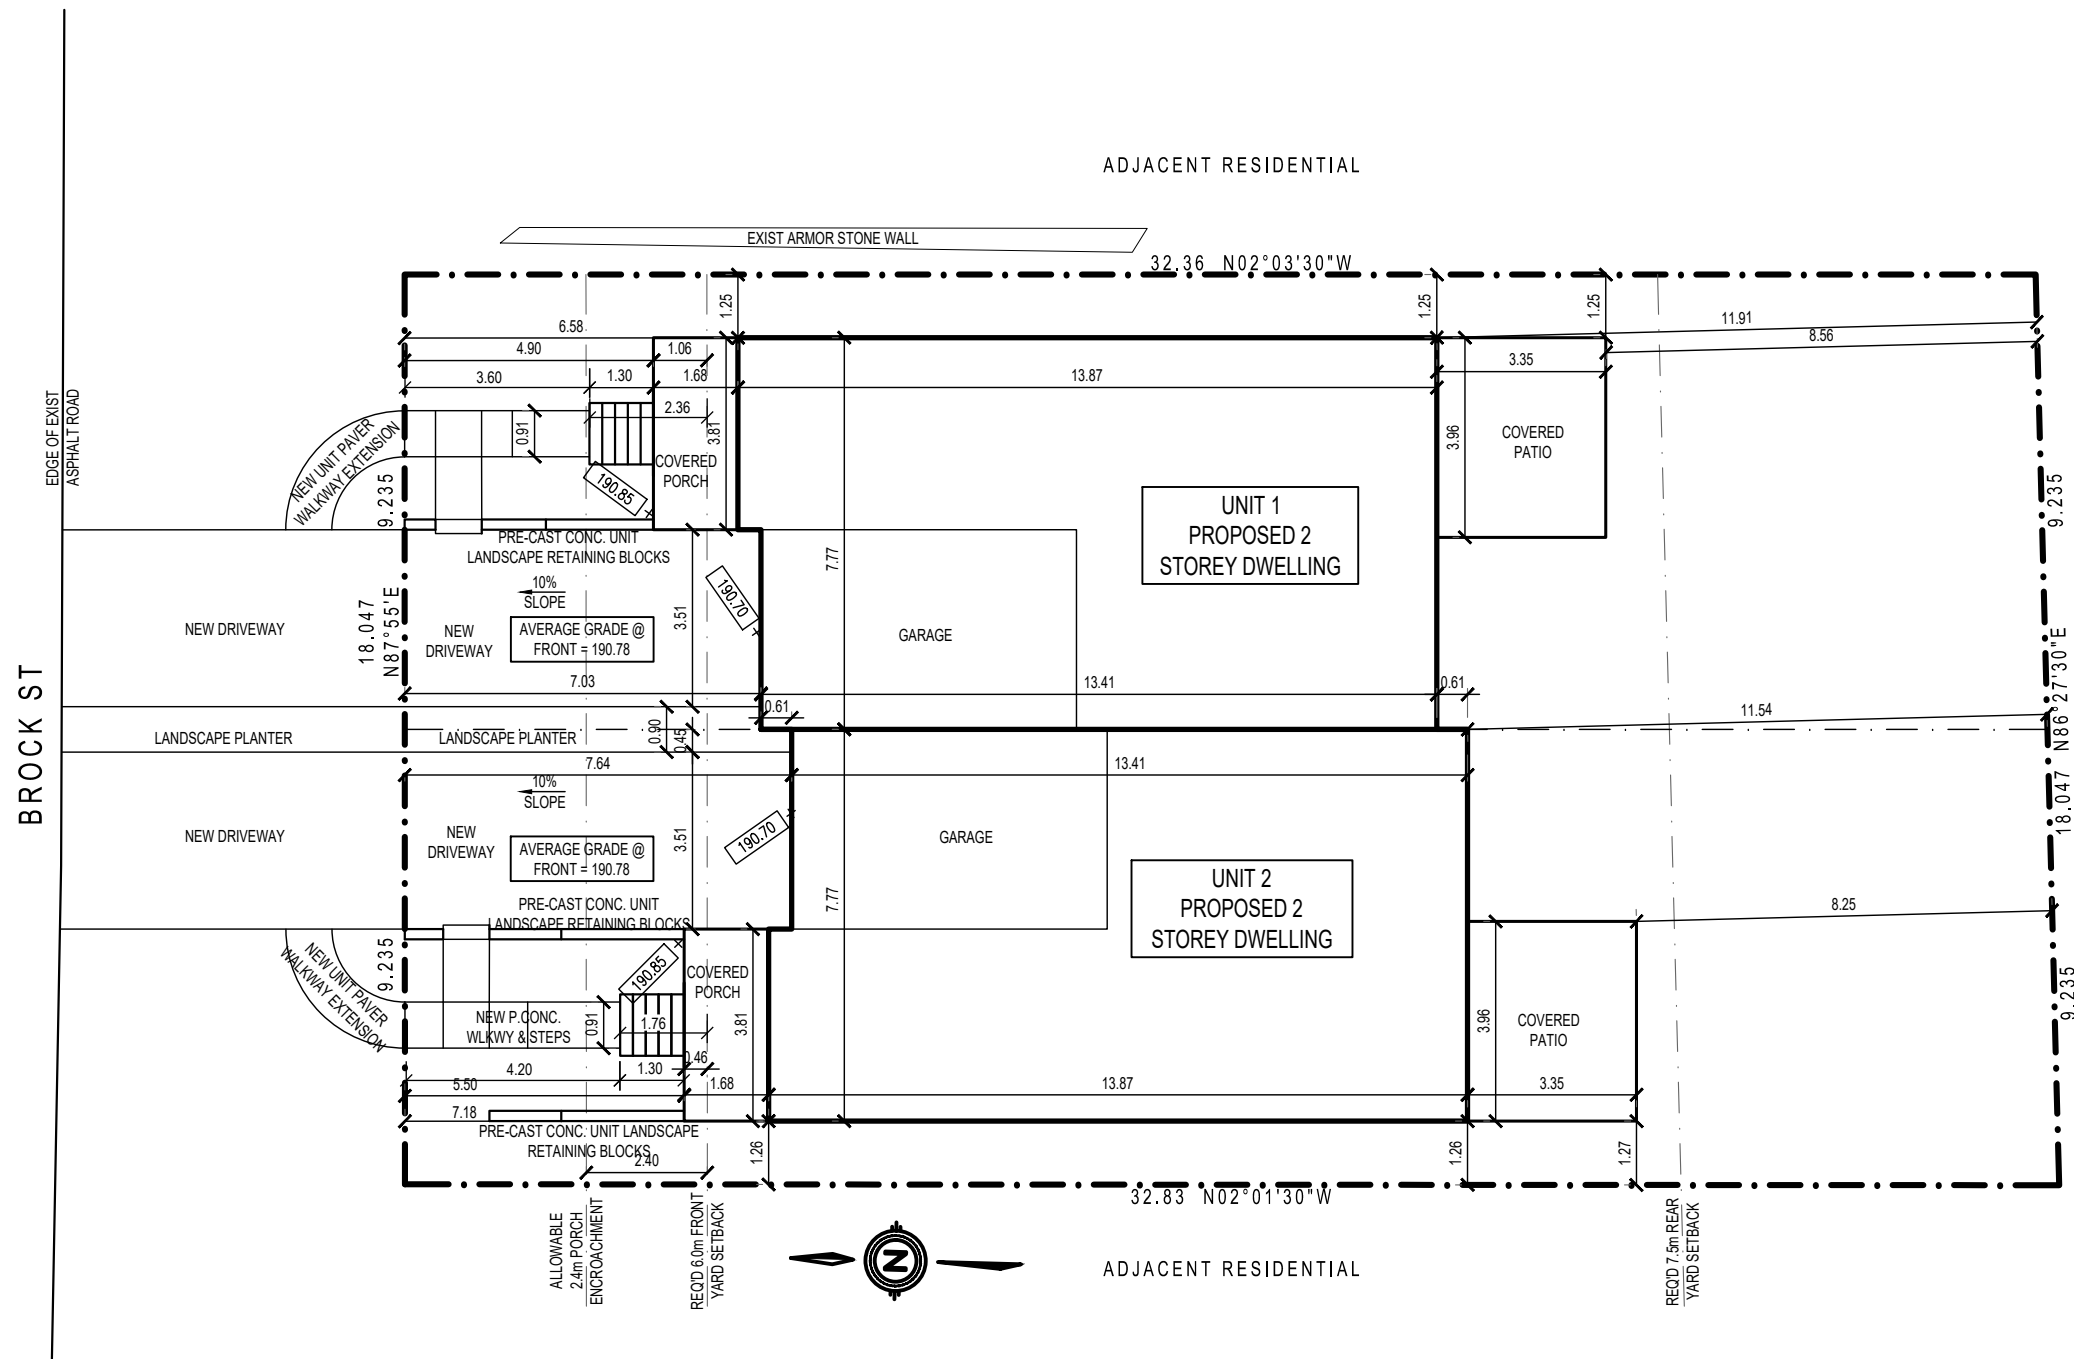 ADJACENT RESIDENTIAL
EXIST ARMOR STONE WALL
32.36 N02°03'30"W
1.25
1.25
1.25
6.58
11.91
8.56
4.90
1.06
3.35
3.60
1.30
1.68
13.87
2.36
3.81
0.91
3.96
EDGE OF EXIST
ASPHALT ROAD
NEW UNIT PAVER
WALKWAY EXTENSION
COVERED
PORCH
COVERED
PATIO
190.85
9.235
9.235
UNIT 1
PROPOSED 2
STOREY DWELLING
PRE-CAST CONC. UNIT
LANDSCAPE RETAINING BLOCKS
7.77
10%
SLOPE
190.70
3.51
18.047
N87°55'E
NEW DRIVEWAY
NEW
DRIVEWAY
AVERAGE GRADE @
FRONT = 190.78
GARAGE
7.03
13.41
0.61
0.61
11.54
18.047 N86°27'30"E
BROCK ST
LANDSCAPE PLANTER
LANDSCAPE PLANTER
0.90
0.45
7.64
13.41
10%
SLOPE
NEW DRIVEWAY
NEW
DRIVEWAY
AVERAGE GRADE @
FRONT = 190.78
3.51
190.70
GARAGE
7.77
UNIT 2
PROPOSED 2
STOREY DWELLING
8.25
PRE-CAST CONC. UNIT
LANDSCAPE RETAINING BLOCKS
9.235
9.235
NEW UNIT PAVER
WALKWAY EXTENSION
190.85
COVERED
PORCH
NEW P.CONC.
WLKWY & STEPS
0.91
1.76
3.81
3.96
COVERED
PATIO
0.46
4.20
1.30
5.50
1.68
13.87
3.35
7.18
PRE-CAST CONC. UNIT LANDSCAPE
RETAINING BLOCKS
2.40
1.26
1.26
1.27
32.83 N02°01'30"W
ALLOWABLE
2.4m PORCH
ENCROACHMENT
REQ'D 6.0m FRONT
YARD SETBACK
N
ADJACENT RESIDENTIAL
REQ'D 7.5m REAR
YARD SETBACK